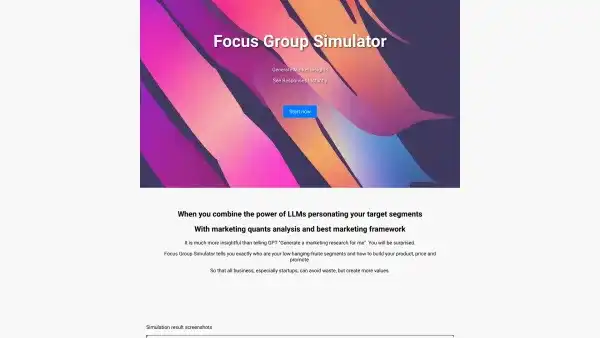 Focus Group Simulator
See Responses Instantly
Start now
When you combine the power of LLMs personating your target segments
With marketing quants analysis and best marketing framework
It is much more insightful than telling GPT "Generate a marketing research for me". You will be surprised.
Focus Group Simulator tells you exactly who are your low hanging fruite segments and how to build your product, price and
promote
So that all business, especially startups, can avoid waste, but create more values.
Simulation result screenshots